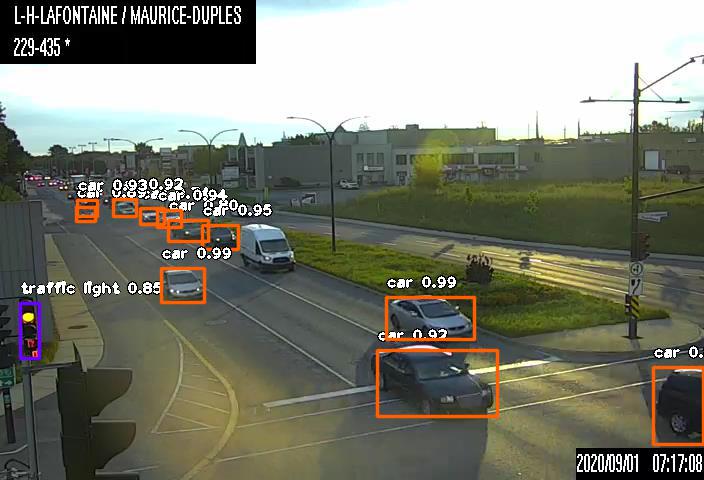 L-H-LAFONTAINE / MAURICE-DUPLES
229-435 *
car 0.92
car 0.95
car 0.99
traffic light 0.85
car 0.99
car 0.92
car 0.
2020/09/01 07:17:08